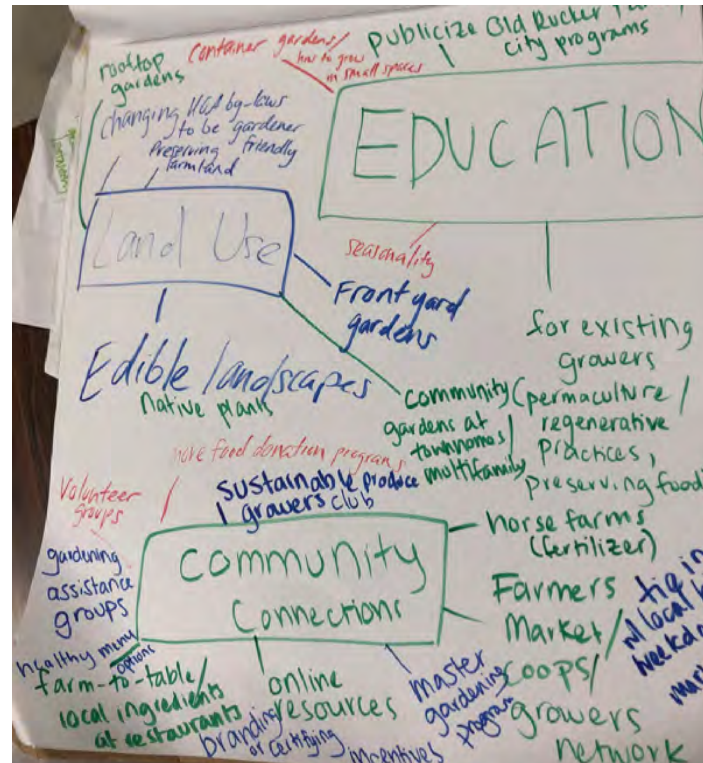 rooftop
gardens
container gardens/
how to grow
in small spaces
publicize Old Rucker
city programs
changing HOA by-laws
to be gardener
friendly
Preserving
farmland
EDUCATION
Land Use
seasonality
Front yard
gardens
for existing
growers
(permaculture/
regenerative
practices,
preserving food
Edible landscapes
Native plants
community
gardens at
townhomes/
multifamily
more food donation programs
Volunteer
groups
sustainable produce
growers club
horse farms
(fertilizer)
gardening
assistance
groups
community
connections
Farmers
Market/
coops/
growers
network
tie in
w/ local
weekday
healthy menu
options
farm-to-table/
local ingredients
at restaurants
online
resources
branding
or certifying
incentives
master
gardening
program